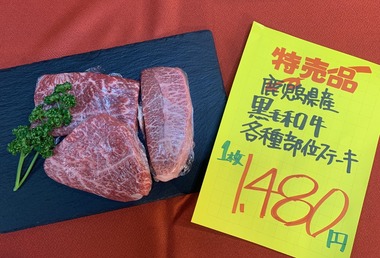 特売品
鹿児島県産
黒毛和牛
各種部位ステーキ
1枚
1,480円